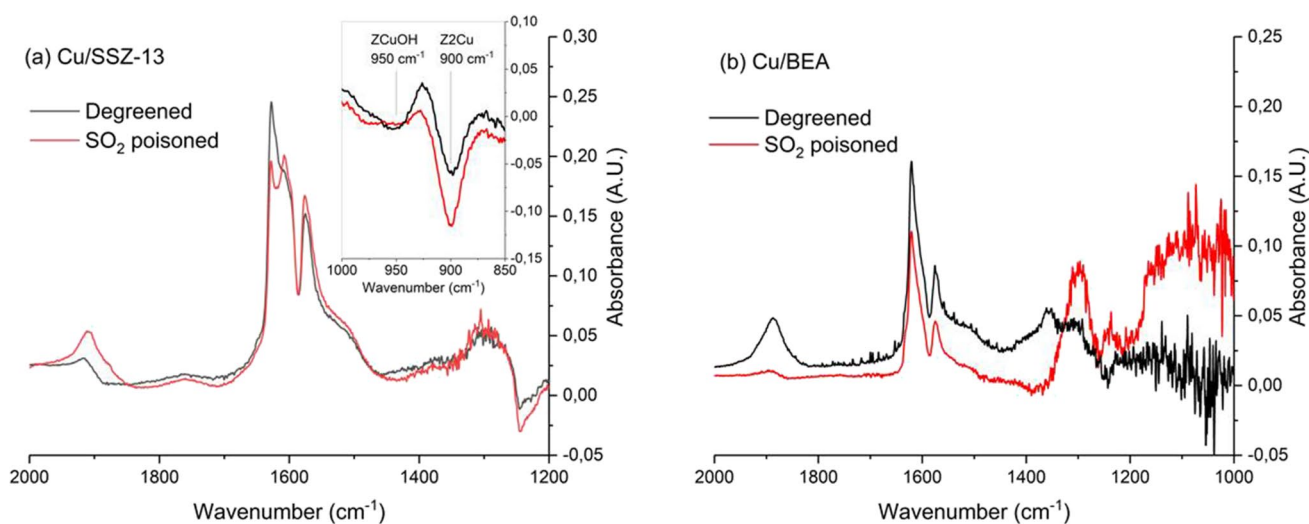 (a) Cu/SSZ-13
Degreened
SO₂ poisoned
ZCuOH
950 cm⁻¹
Z2Cu
900 cm⁻¹
0,10
0,05
0,00
-0,05
-0,10
-0,15
1000 950 900 850
Wavenumber (cm⁻¹)
0,30
0,25
0,20
0,15
0,10
0,05
0,00
-0,05
Absorbance (A.U.)
2000 1800 1600 1400 1200
Wavenumber (cm⁻¹)
(b) Cu/BEA
Degreened
SO₂ poisoned
0,25
0,20
0,15
0,10
0,05
0,00
-0,05
Absorbance (A.U.)
2000 1800 1600 1400 1200 1000
Wavenumber (cm⁻¹)